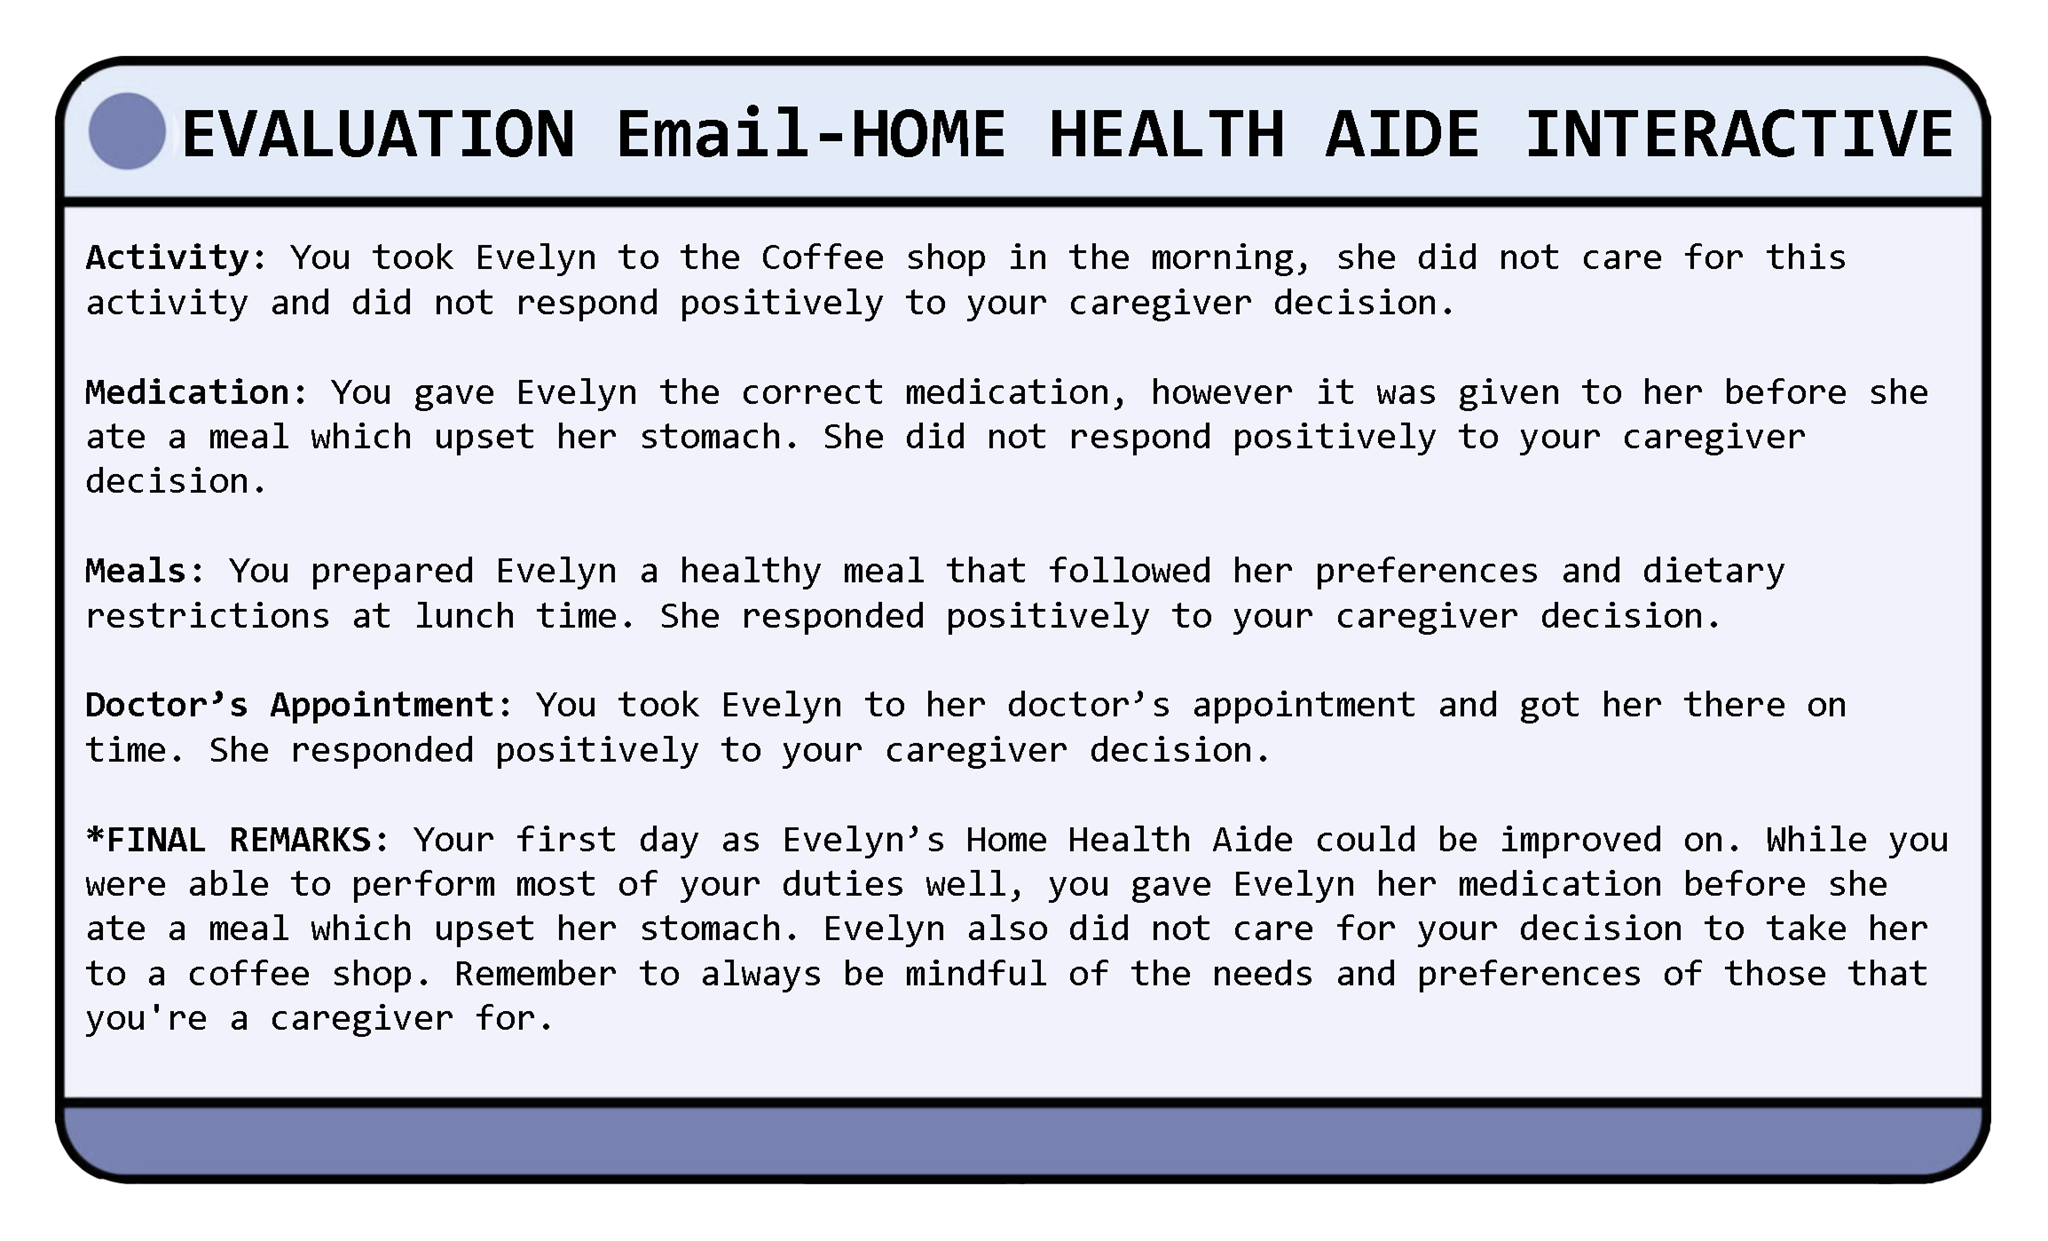 EVALUATION Email-HOME HEALTH AIDE INTERACTIVE
Activity: You took Evelyn to the Coffee shop in the morning, she did not care for this
activity and did not respond positively to your caregiver decision.
Medication: You gave Evelyn the correct medication, however it was given to her before she
ate a meal which upset her stomach. She did not respond positively to your caregiver
decision.
Meals: You prepared Evelyn a healthy meal that followed her preferences and dietary
restrictions at lunch time. She responded positively to your caregiver decision.
Doctor’s Appointment: You took Evelyn to her doctor’s appointment and got her there on
time. She responded positively to your caregiver decision.
*FINAL REMARKS: Your first day as Evelyn’s Home Health Aide could be improved on. While you
were able to perform most of your duties well, you gave Evelyn her medication before she
ate a meal which upset her stomach. Evelyn also did not care for your decision to take her
to a coffee shop. Remember to always be mindful of the needs and preferences of those that
you're a caregiver for.